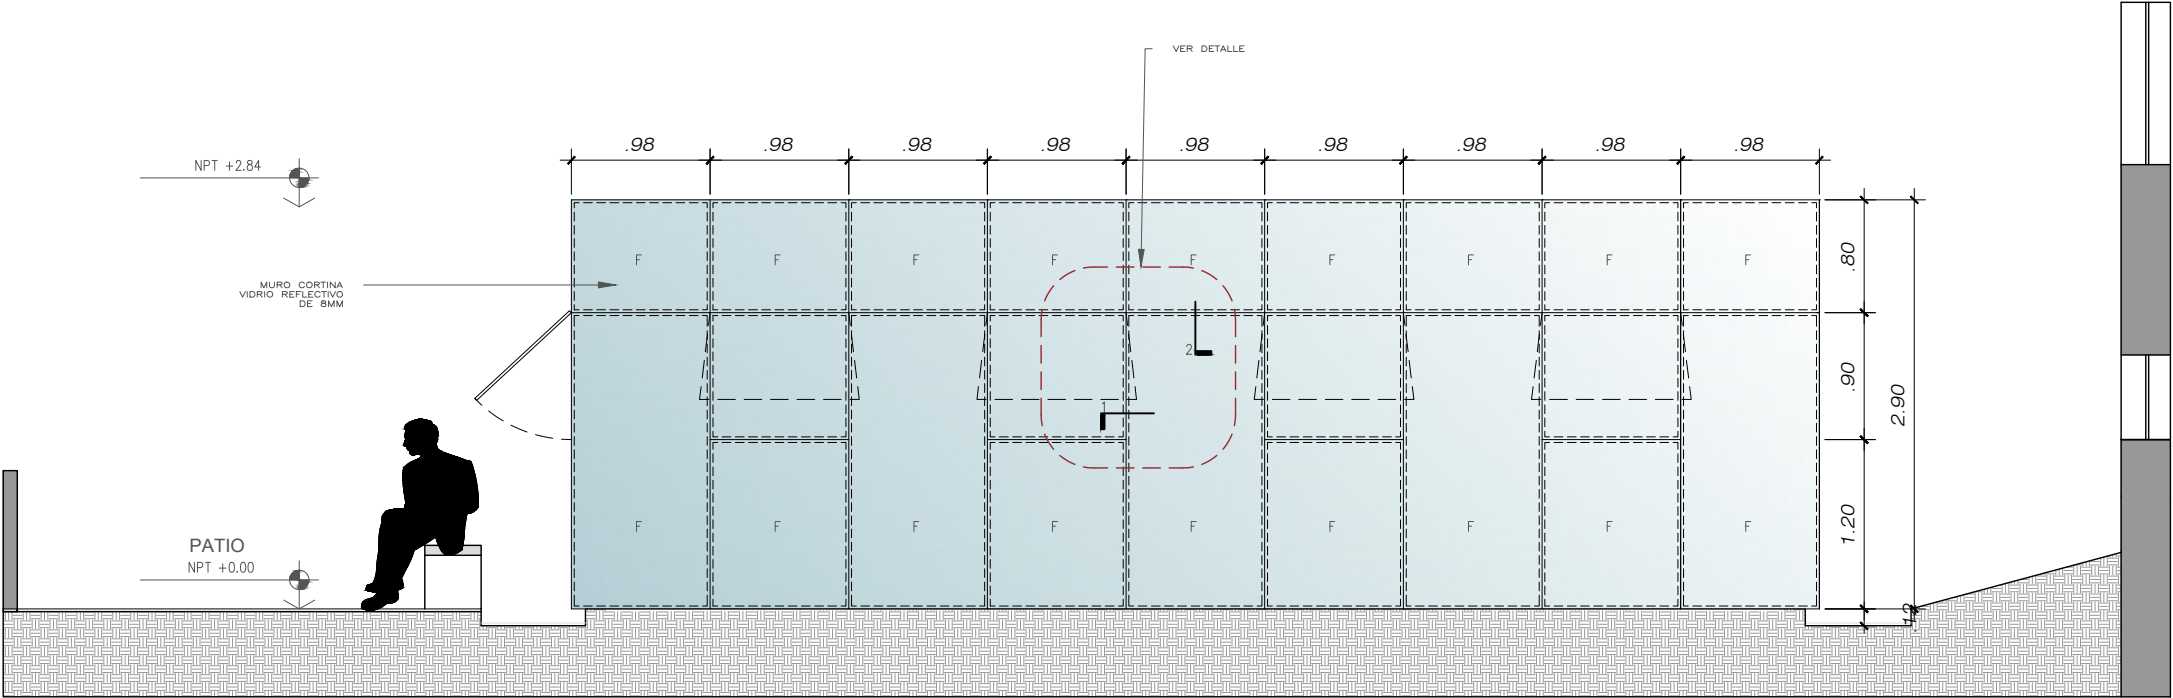 VER DETALLE
.98 .98 .98 .98 .98 .98 .98 .98 .98
NPT +2.84
F F F F F F F F F
.80
MURO CORTINA
VIDRIO REFLECTIVO
DE 8MM
2
.90
2.90
1
F F F F F F F F F
1.20
PATIO
NPT +0.00
.12